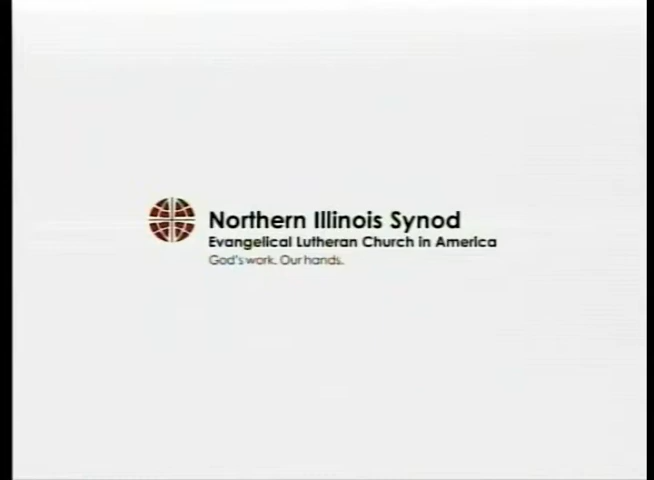 Northern Illinois Synod
Evangelical Lutheran Church in America
God's work. Our hands.